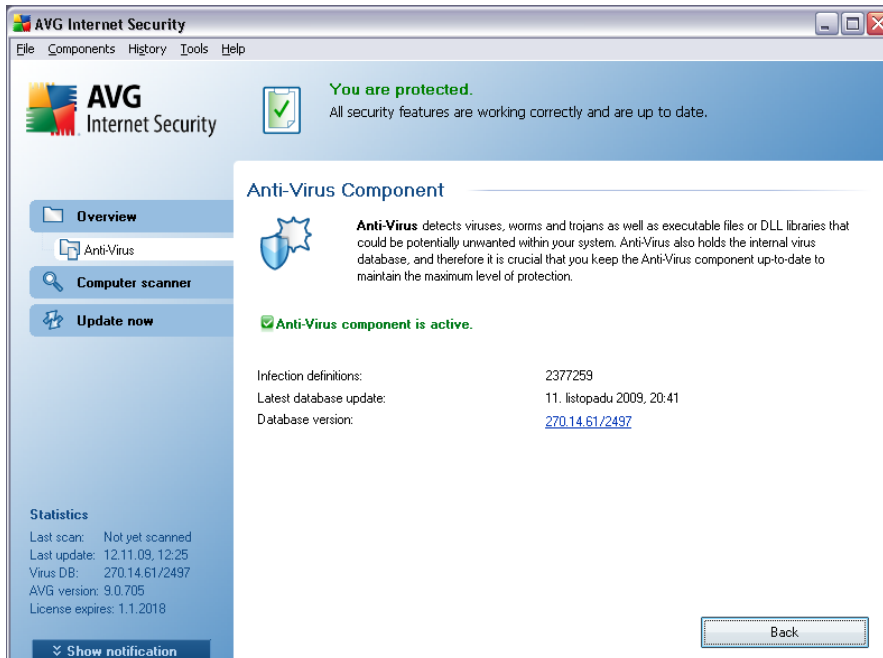 AVG Internet Security
File Components History Tools Help
AVG
Internet Security
You are protected.
All security features are working correctly and are up to date.
Overview
Anti-Virus
Computer scanner
Update now
Anti-Virus Component
Anti-Virus detects viruses, worms and trojans as well as executable files or DLL libraries that
could be potentially unwanted within your system. Anti-Virus also holds the internal virus
database, and therefore it is crucial that you keep the Anti-Virus component up-to-date to
maintain the maximum level of protection.
Anti-Virus component is active.
Infection definitions: 2377259
Latest database update: 11. listopadu 2009, 20:41
Database version: 270.14.61/2497
Statistics
Last scan: Not yet scanned
Last update: 12.11.09, 12:25
Virus DB: 270.14.61/2497
AVG version: 9.0.705
License expires: 1.1.2018
Show notification
Back